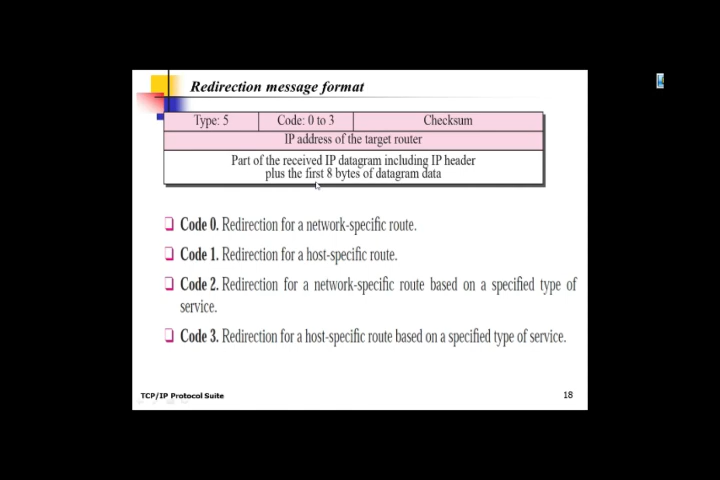 Redirection message format
Type: 5 Code: 0 to 3 Checksum
IP address of the target router
Part of the received IP datagram including IP header
plus the first 8 bytes of datagram data
Code 0. Redirection for a network-specific route.
Code 1. Redirection for a host-specific route.
Code 2. Redirection for a network-specific route based on a specified type of
service.
Code 3. Redirection for a host-specific route based on a specified type of service.
TCP/IP Protocol Suite 18